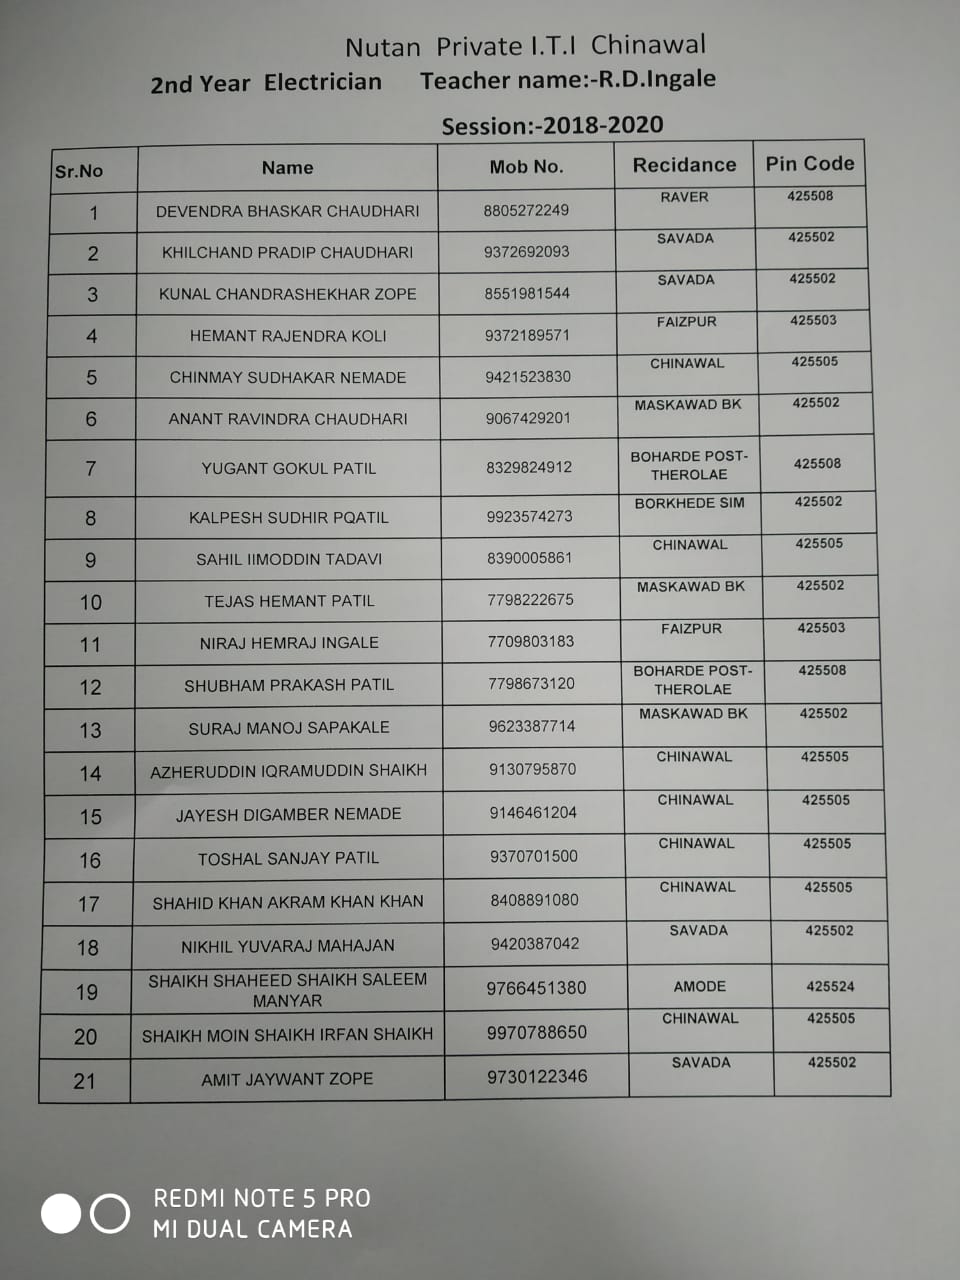 Nutan Private I.T.I Chinawal
2nd Year Electrician Teacher name:-R.D.Ingale
Session:-2018-2020
Sr.No Name Mob No. Recidance Pin Code
1 DEVENDRA BHASKAR CHAUDHARI 8805272249 RAVER 425508
2 KHILCHAND PRADIP CHAUDHARI 9372692093 SAVADA 425502
3 KUNAL CHANDRASHEKHAR ZOPE 8551981544 SAVADA 425502
4 HEMANT RAJENDRA KOLI 9372189571 FAIZPUR 425503
5 CHINMAY SUDHAKAR NEMADE 9421523830 CHINAWAL 425505
6 ANANT RAVINDRA CHAUDHARI 9067429201 MASKAWAD BK 425502
7 YUGANT GOKUL PATIL 8329824912 BOHARDE POST-
THEROLAE 425508
8 KALPESH SUDHIR PQATIL 9923574273 BORKHEDE SIM 425502
9 SAHIL IIMODDIN TADAVI 8390005861 CHINAWAL 425505
10 TEJAS HEMANT PATIL 7798222675 MASKAWAD BK 425502
11 NIRAJ HEMRAJ INGALE 7709803183 FAIZPUR 425503
12 SHUBHAM PRAKASH PATIL 7798673120 BOHARDE POST-
THEROLAE 425508
13 SURAJ MANOJ SAPAKALE 9623387714 MASKAWAD BK 425502
14 AZHERUDDIN IQRAMUDDIN SHAIKH 9130795870 CHINAWAL 425505
15 JAYESH DIGAMBER NEMADE 9146461204 CHINAWAL 425505
16 TOSHAL SANJAY PATIL 9370701500 CHINAWAL 425505
17 SHAHID KHAN AKRAM KHAN KHAN 8408891080 CHINAWAL 425505
18 NIKHIL YUVARAJ MAHAJAN 9420387042 SAVADA 425502
19 SHAIKH SHAHEED SHAIKH SALEEM
MANYAR 9766451380 AMODE 425524
20 SHAIKH MOIN SHAIKH IRFAN SHAIKH 9970788650 CHINAWAL 425505
21 AMIT JAYWANT ZOPE 9730122346 SAVADA 425502
REDMI NOTE 5 PRO
MI DUAL CAMERA